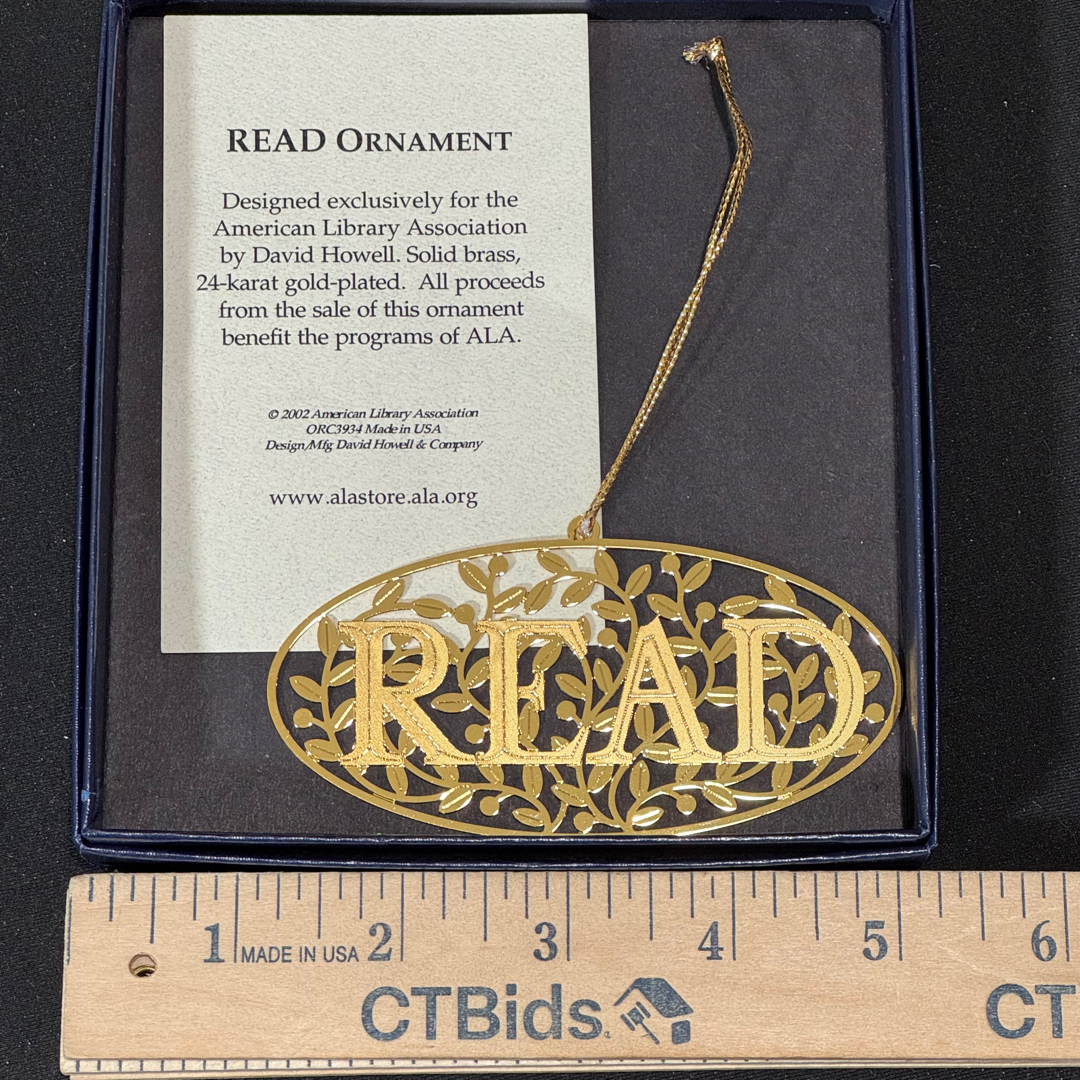 READ ORNAMENT
Designed exclusively for the
American Library Association
by David Howell. Solid brass,
24-karat gold-plated. All proceeds
from the sale of this ornament
benefit the programs of ALA.
© 2002 American Library Association
ORC3934 Made in USA
Design/Mfg David Howell & Company
www.alastore.ala.org
READ
1 MADE IN USA 2 3 4 5 6
CTBids. CT